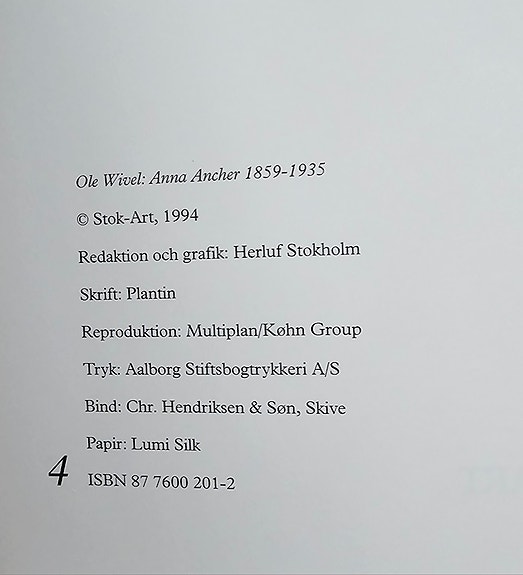 Ole Wivel: Anna Ancher 1859-1935
© Stok-Art, 1994
Redaktion och grafik: Herluf Stokholm
Skrift: Plantin
Reproduktion: Multiplan/Køhn Group
Tryk: Aalborg Stiftsbogtrykkeri A/S
Bind: Chr. Hendriksen & Søn, Skive
Papir: Lumi Silk
4 ISBN 87 7600 201-2